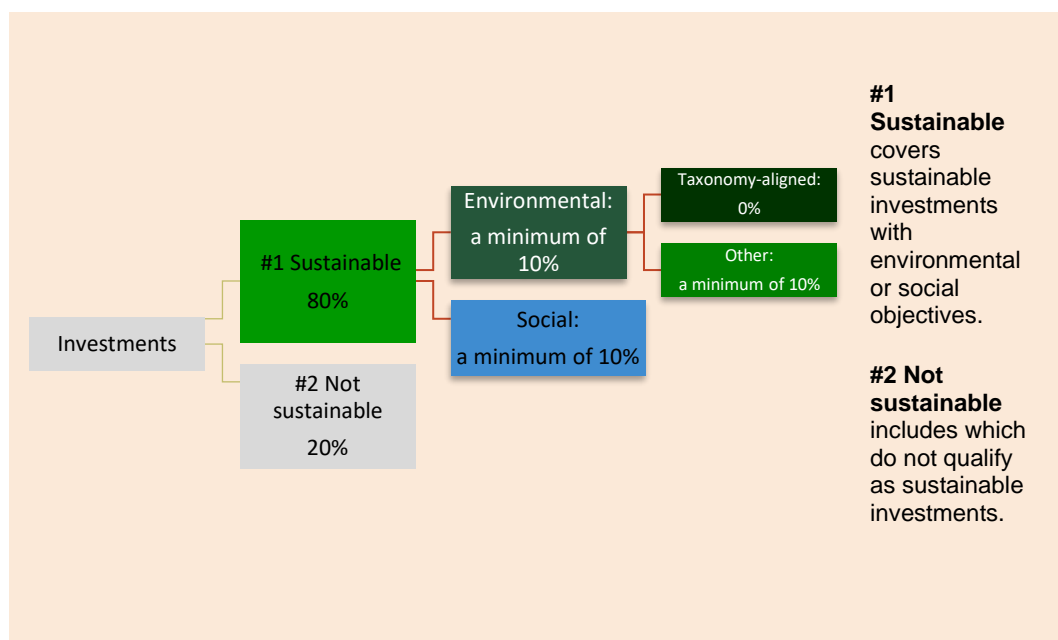 Investments
#1 Sustainable
80%
#2 Not
sustainable
20%
Environmental:
a minimum of
10%
Social:
a minimum of 10%
Taxonomy-aligned:
0%
Other:
a minimum of 10%
#1
Sustainable
covers
sustainable
investments
with
environmental
or social
objectives.
#2 Not
sustainable
includes which
do not qualify
as sustainable
investments.